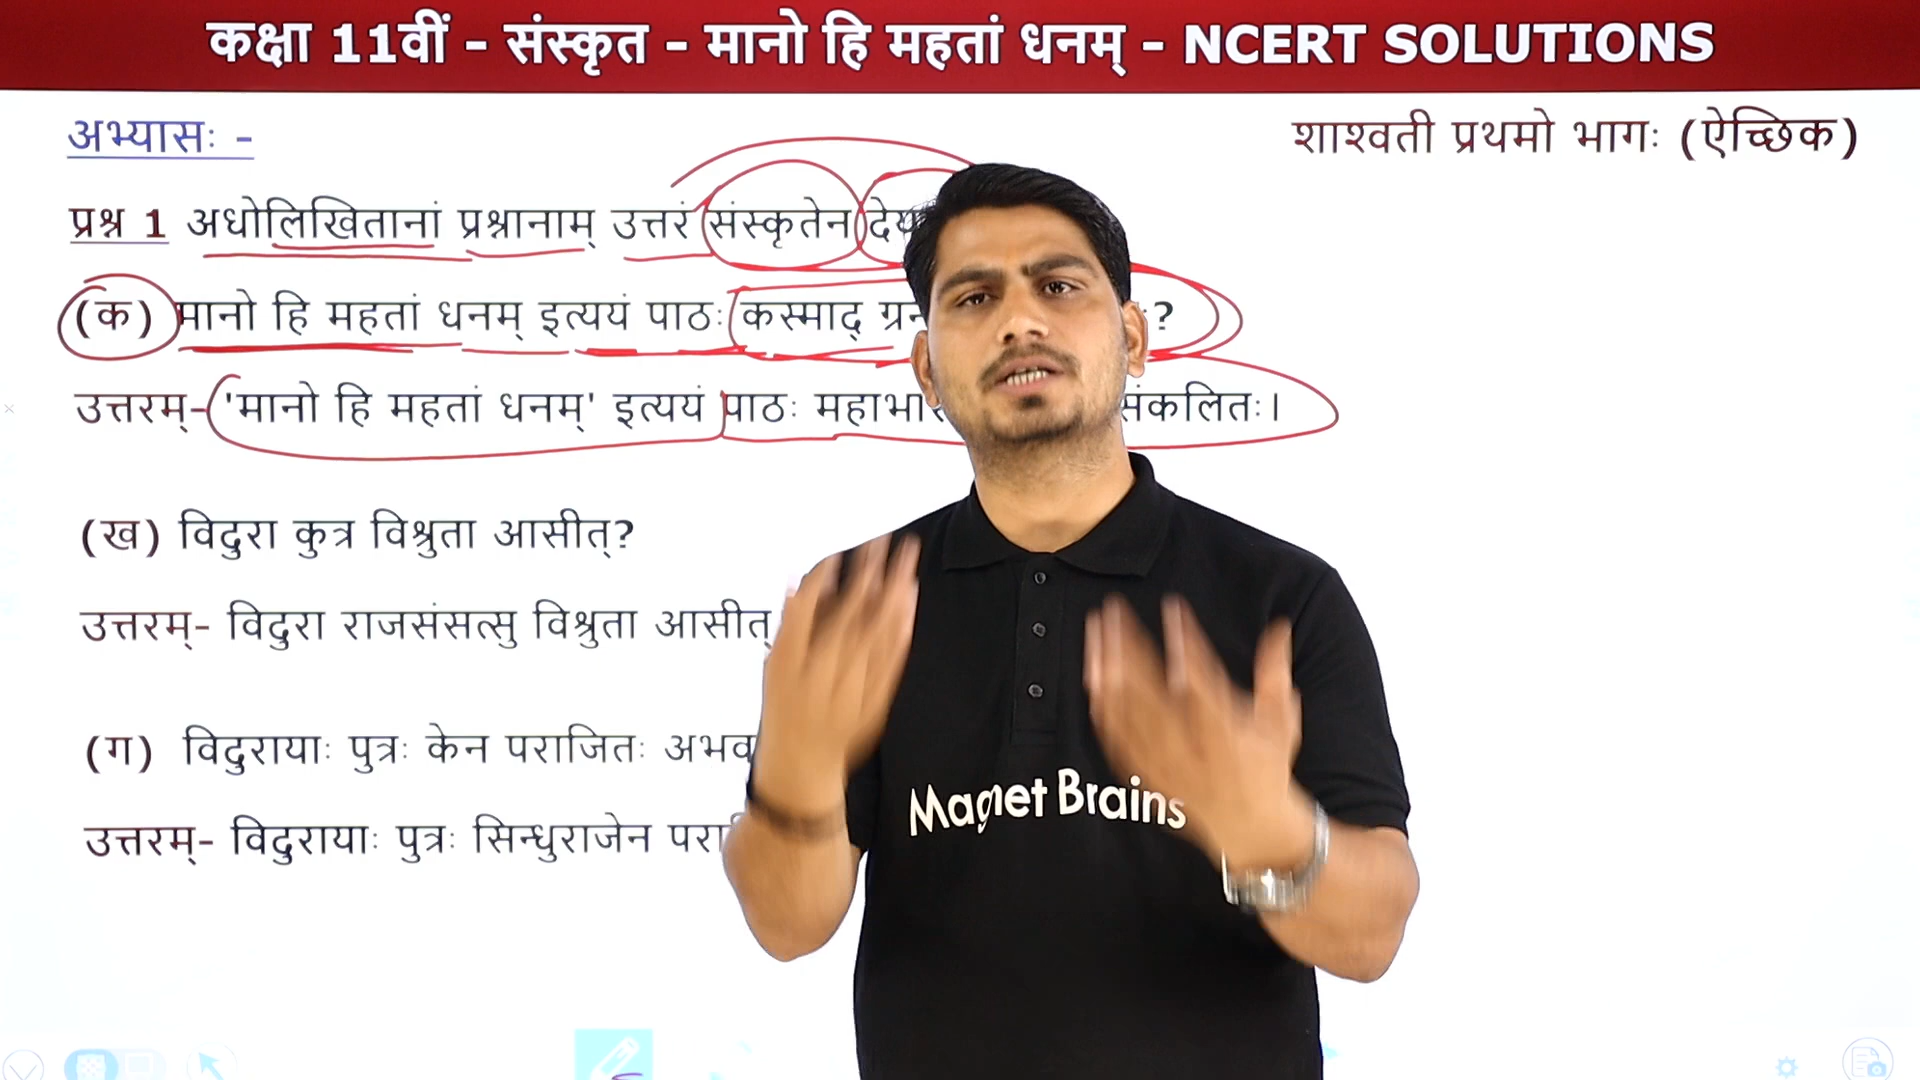 कक्षा 11वीं - संस्कृत - मानो हि महतां धनम् - NCERT SOLUTIONS
अभ्यासः -
शाश्वती प्रथमो भागः (ऐच्छिक)
प्रश्न 1 अधोलिखितानां प्रश्नानाम् उत्तरं संस्कृतेन
(क) मानो हि महतां धनम् इत्ययं पाठः कस्माद् ?
उत्तरम्- 'मानो हि महतां धनम्' इत्ययं पाठः संकलितः।
(ख) विदुरा कुत्र विश्रुता आसीत्?
उत्तरम्- विदुरा राजसंसत्सु विश्रुता आसीत्
(ग) विदुरायाः पुत्रः केन पराजितः
उत्तरम्- विदुरायाः पुत्रः सिन्धुराजेन
Magnet Brains